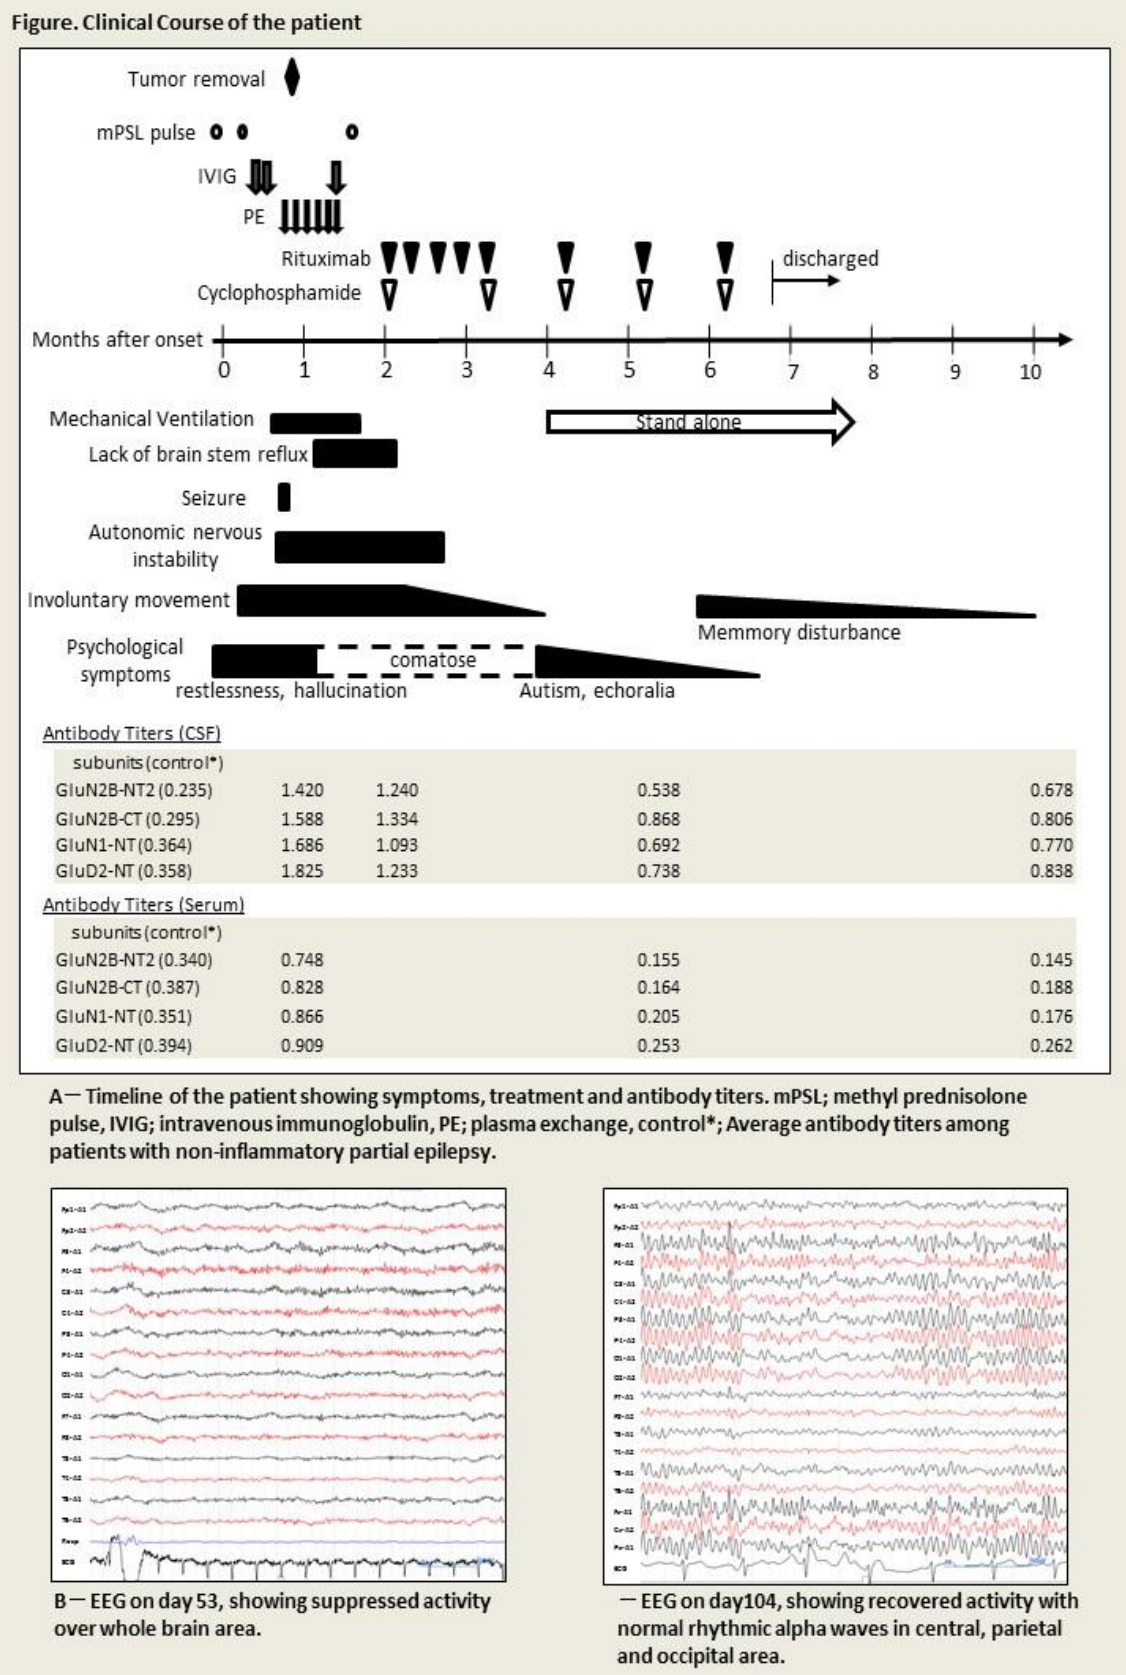 Figure. Clinical Course of the patient
Tumor removal
mPSL pulse
IVIG
PE
Rituximab
discharged
Cyclophosphamide
Months after onset
0 1 2 3 4 5 6 7 8 9 10
Mechanical Ventilation
Stand alone
Lack of brain stem reflux
Seizure
Autonomic nervous
instability
Involuntary movement
Memmory disturbance
Psychological
symptoms
comatose
restlessness, hallucination
Autism, echoralia
Antibody Titers (CSF)
subunits (control*)
GluN2B-NT2 (0.235) 1.420 1.240 0.538 0.678
GluN2B-CT (0.295) 1.588 1.334 0.868 0.806
GluN1-NT (0.364) 1.686 1.093 0.692 0.770
GluD2-NT (0.358) 1.825 1.233 0.738 0.838
Antibody Titers (Serum)
subunits (control*)
GluN2B-NT2 (0.340) 0.748 0.155 0.145
GluN2B-CT (0.387) 0.828 0.164 0.188
GluN1-NT (0.351) 0.866 0.205 0.176
GluD2-NT (0.394) 0.909 0.253 0.262
A— Timeline of the patient showing symptoms, treatment and antibody titers. mPSL; methyl prednisolone
pulse, IVIG; intravenous immunoglobulin, PE; plasma exchange, control*; Average antibody titers among
patients with non-inflammatory partial epilepsy.
B— EEG on day 53, showing suppressed activity
over whole brain area.
— EEG on day104, showing recovered activity with
normal rhythmic alpha waves in central, parietal
and occipital area.